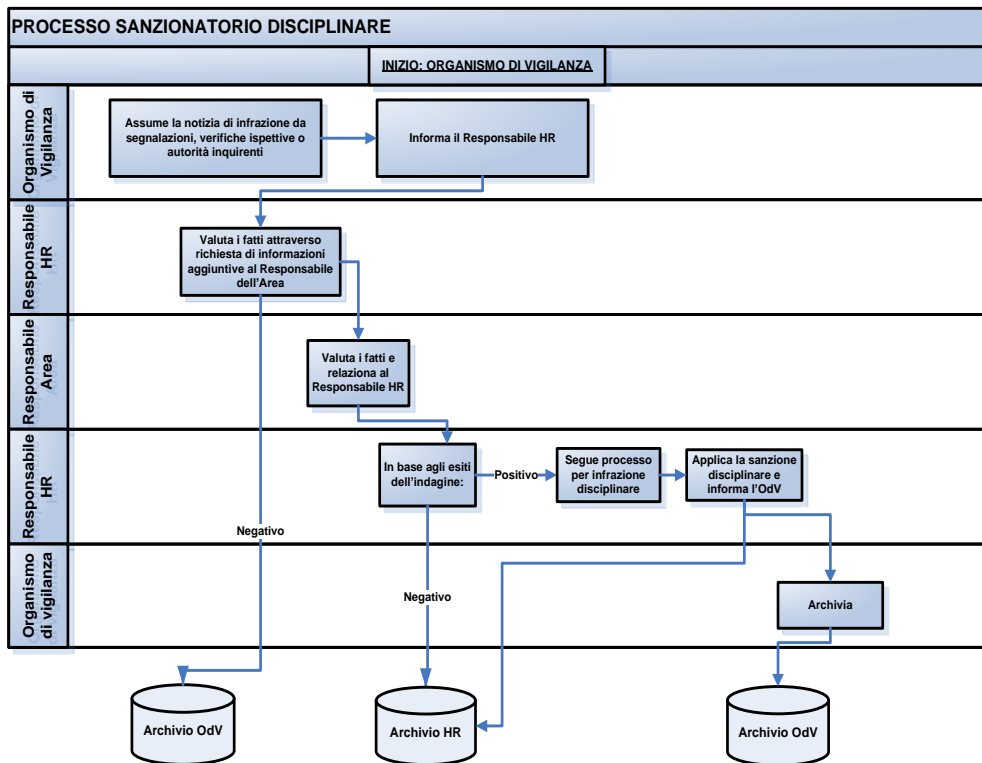 PROCESSO SANZIONATORIO DISCIPLINARE
INIZIO: ORGANISMO DI VIGILANZA
Organismo di
Vigilanza
Assume la notizia di infrazione da
segnalazioni, verifiche ispettive o
autorità inquirenti
Informa il Responsabile HR
Responsabile
HR
Valuta i fatti attraverso
richiesta di informazioni
aggiuntive al Responsabile
dell'Area
Responsabile
Area
Valuta i fatti e
relaziona al
Responsabile HR
Responsabile
HR
In base agli esiti
dell'indagine:
Positivo
Segue processo
per infrazione
disciplinare
Applica la sanzione
disciplinare e
informa l'OdV
Negativo
Organismo
di vigilanza
Negativo
Archivia
Archivio OdV
Archivio HR
Archivio OdV